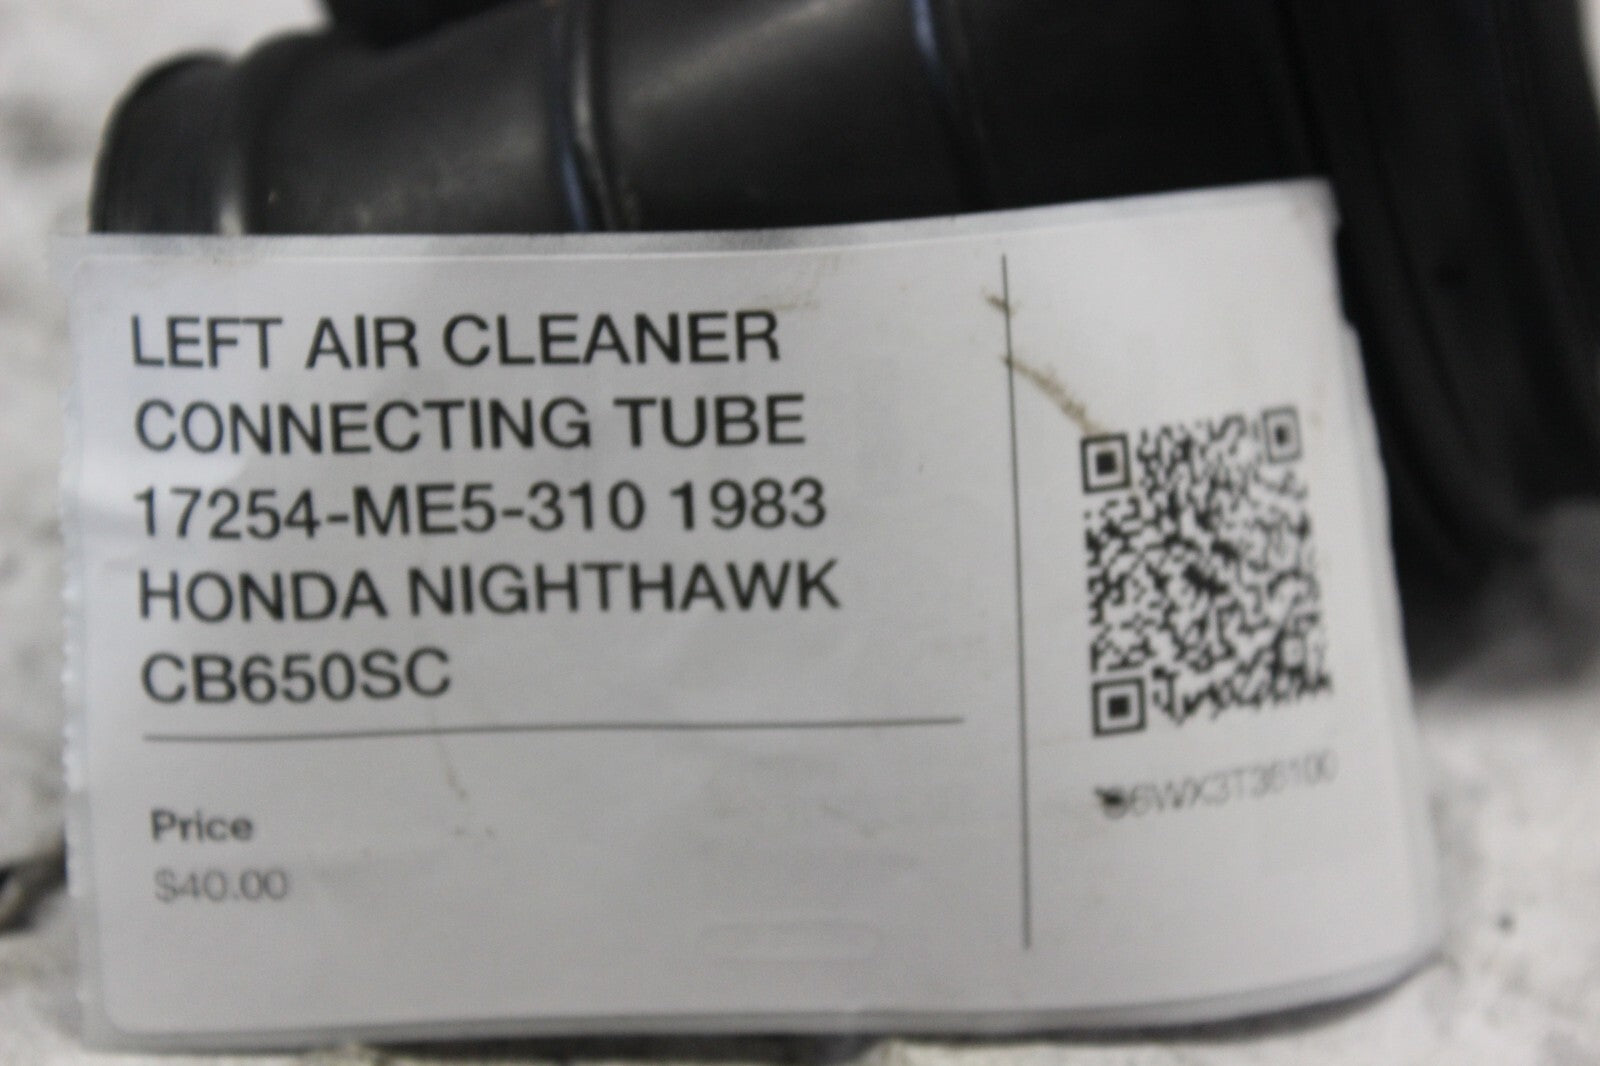 LEFT AIR CLEANER
CONNECTING TUBE
17254-ME5-310 1983
HONDA NIGHTHAWK
CB650SC
Price
$40.00